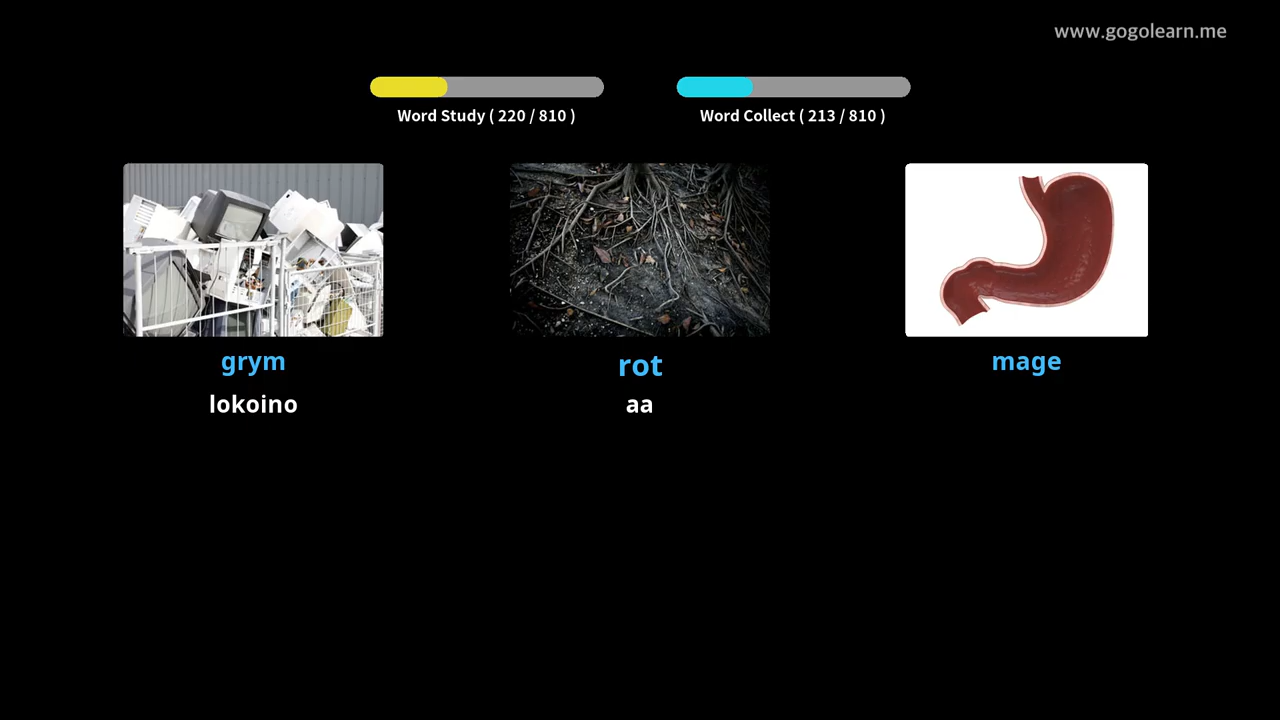 www.gogolearn.me
Word Study ( 220 / 810 )
Word Collect ( 213 / 810 )
grym
rot
mage
lokoino
aa